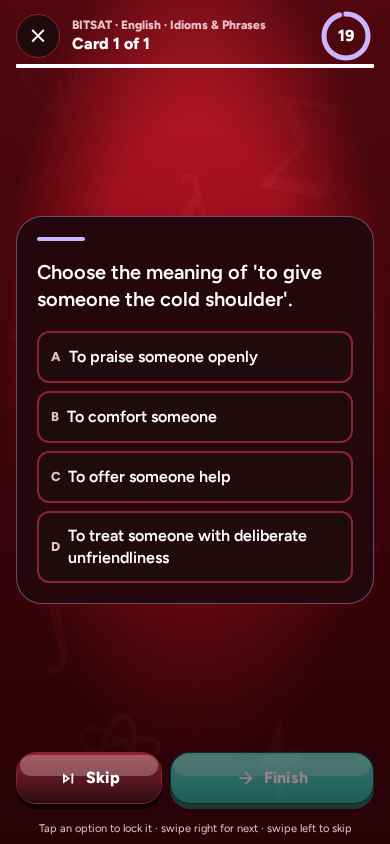 BITSAT · English · Idioms & Phrases
Card 1 of 1
19
Choose the meaning of 'to give
someone the cold shoulder'.
A To praise someone openly
B To comfort someone
C To offer someone help
D To treat someone with deliberate
unfriendliness
Skip
Finish
Tap an option to lock it · swipe right for next · swipe left to skip